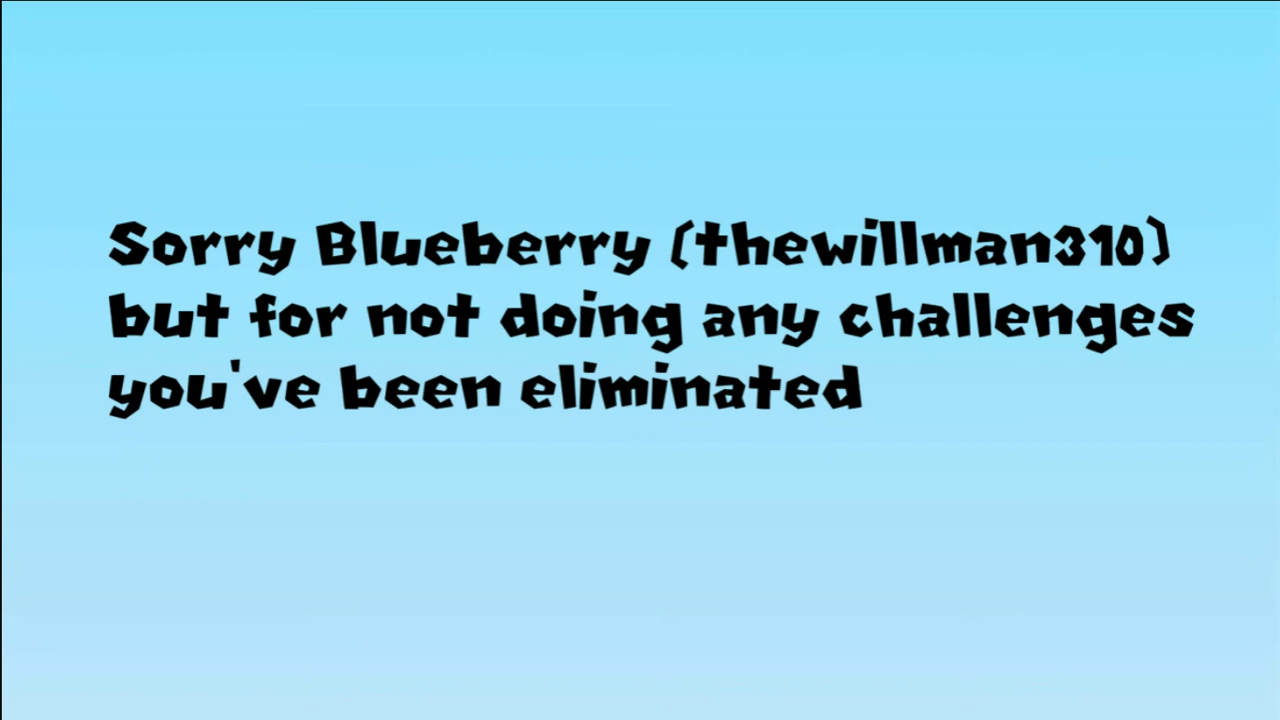 Sorry Blueberry (thewillman310)
but for not doing any challenges
you've been eliminated